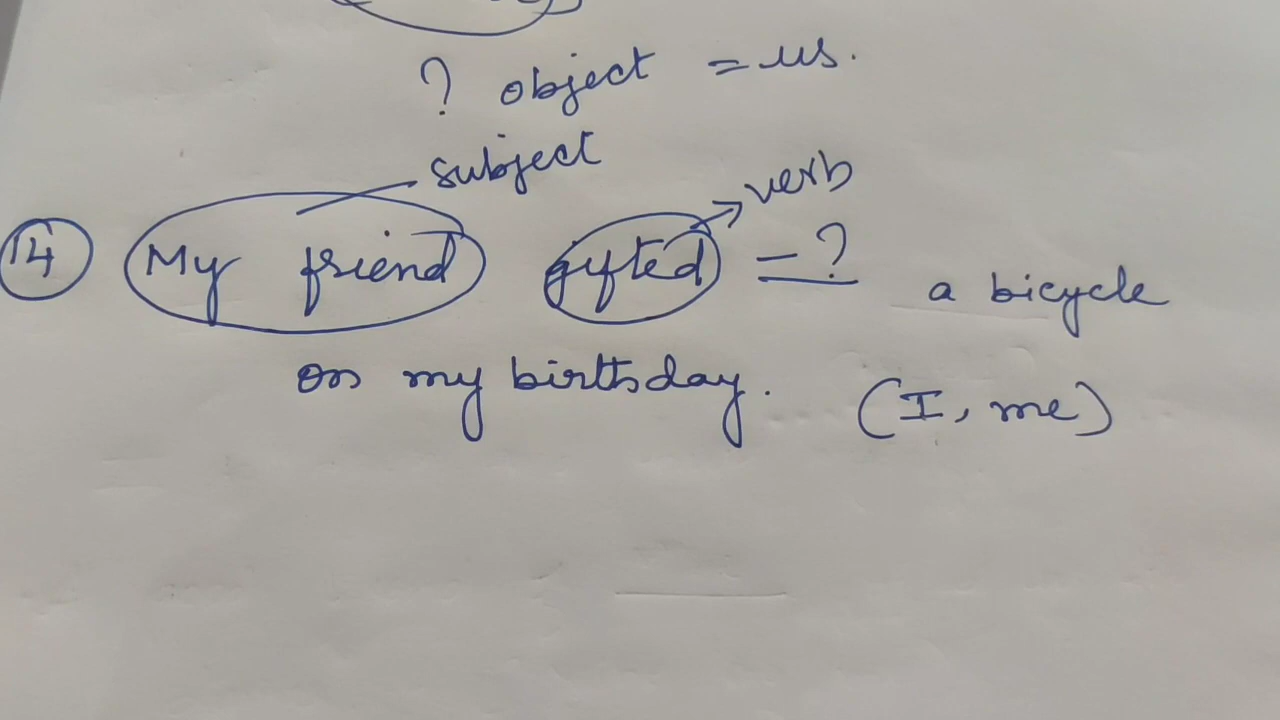 ? object = us.
subject
verb
14 My friend gifted - ? a bicycle
on my birthday. (I, me)